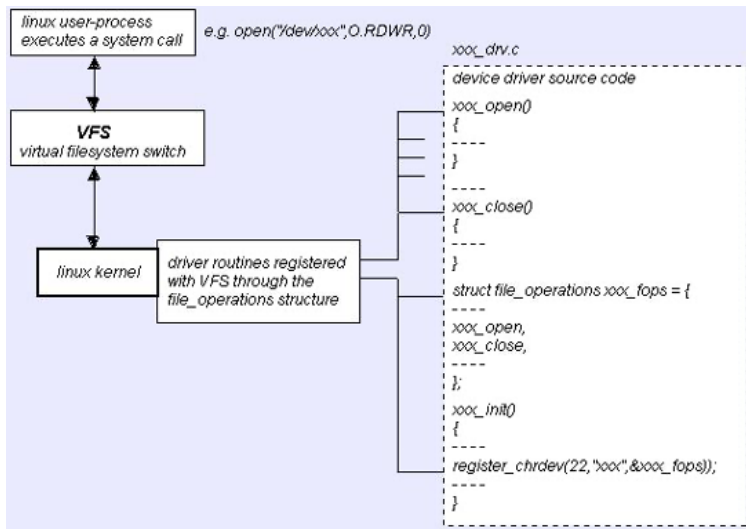 linux user-process
executes a system call
e.g. open("/dev/xxx",O.RDWR,0)
VFS
virtual filesystem switch
linux kernel
driver routines registered
with VFS through the
file_operations structure
xxx_drv.c
device driver source code
xxx_open()
{
----
}
----
xxx_close()
{
----
}
struct file_operations xxx_fops = {
----
xxx_open,
xxx_close,
----
};
xxx_init()
{
----
register_chrdev(22,"xxx",&xxx_fops));
----
}